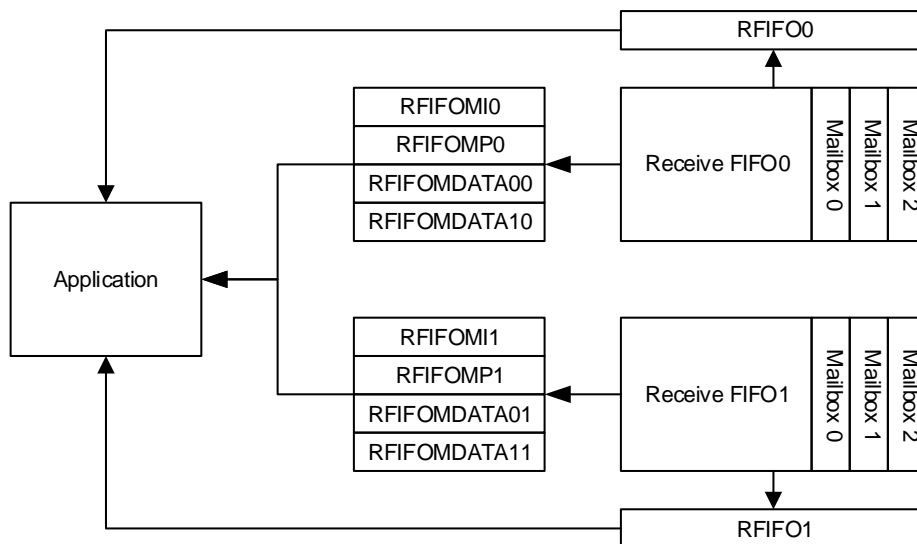 RFIFO0
RFIFOMI0
RFIFOMP0
RFIFOMDATA00
RFIFOMDATA10
Receive FIFO0
Mailbox 0
Mailbox 1
Mailbox 2
Application
RFIFOMI1
RFIFOMP1
RFIFOMDATA01
RFIFOMDATA11
Receive FIFO1
Mailbox 0
Mailbox 1
Mailbox 2
RFIFO1